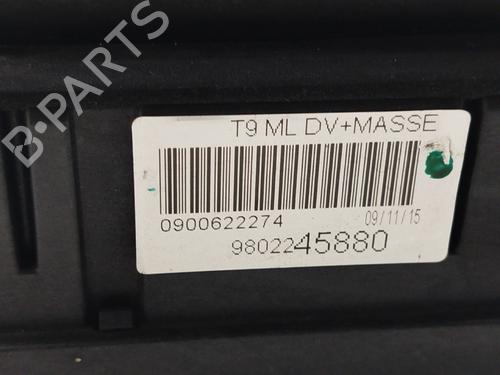 B-PARTS
T9 ML DV+MASSE
0900622274
09/11/15
9802245880